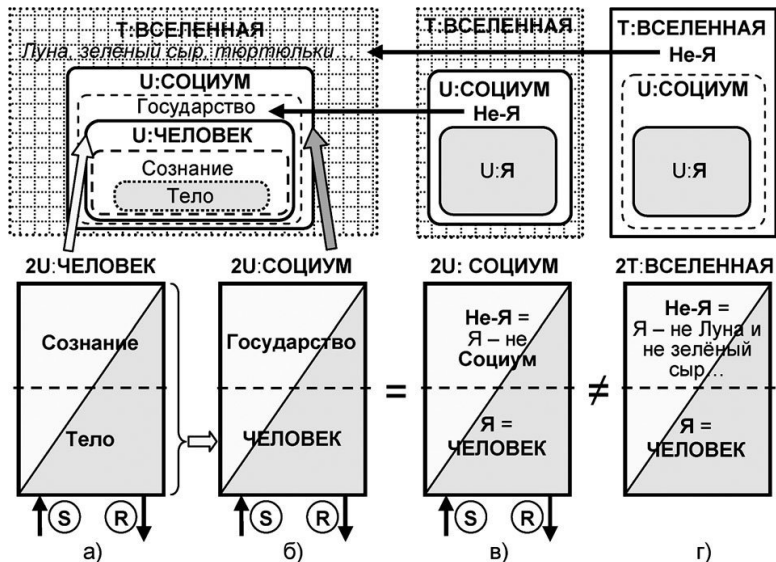 Т:ВСЕЛЕННАЯ
Луна, зелёный сыр, тюртюльки…
U:СОЦИУМ
Государство
U:ЧЕЛОВЕК
Сознание
Тело
Т:ВСЕЛЕННАЯ
U:СОЦИУМ
Не-Я
U:Я
Т:ВСЕЛЕННАЯ
Не-Я
U:СОЦИУМ
U:Я
2U:ЧЕЛОВЕК
Сознание
Тело
S
R
а)
2U:СОЦИУМ
Государство
ЧЕЛОВЕК
S
R
б)
=
2U: СОЦИУМ
Не-Я =
Я – не
Социум
Я =
ЧЕЛОВЕК
S
R
в)
≠
2Т:ВСЕЛЕННАЯ
Не-Я =
Я – не Луна и
не зелёный
сыр…
Я =
ЧЕЛОВЕК
г)